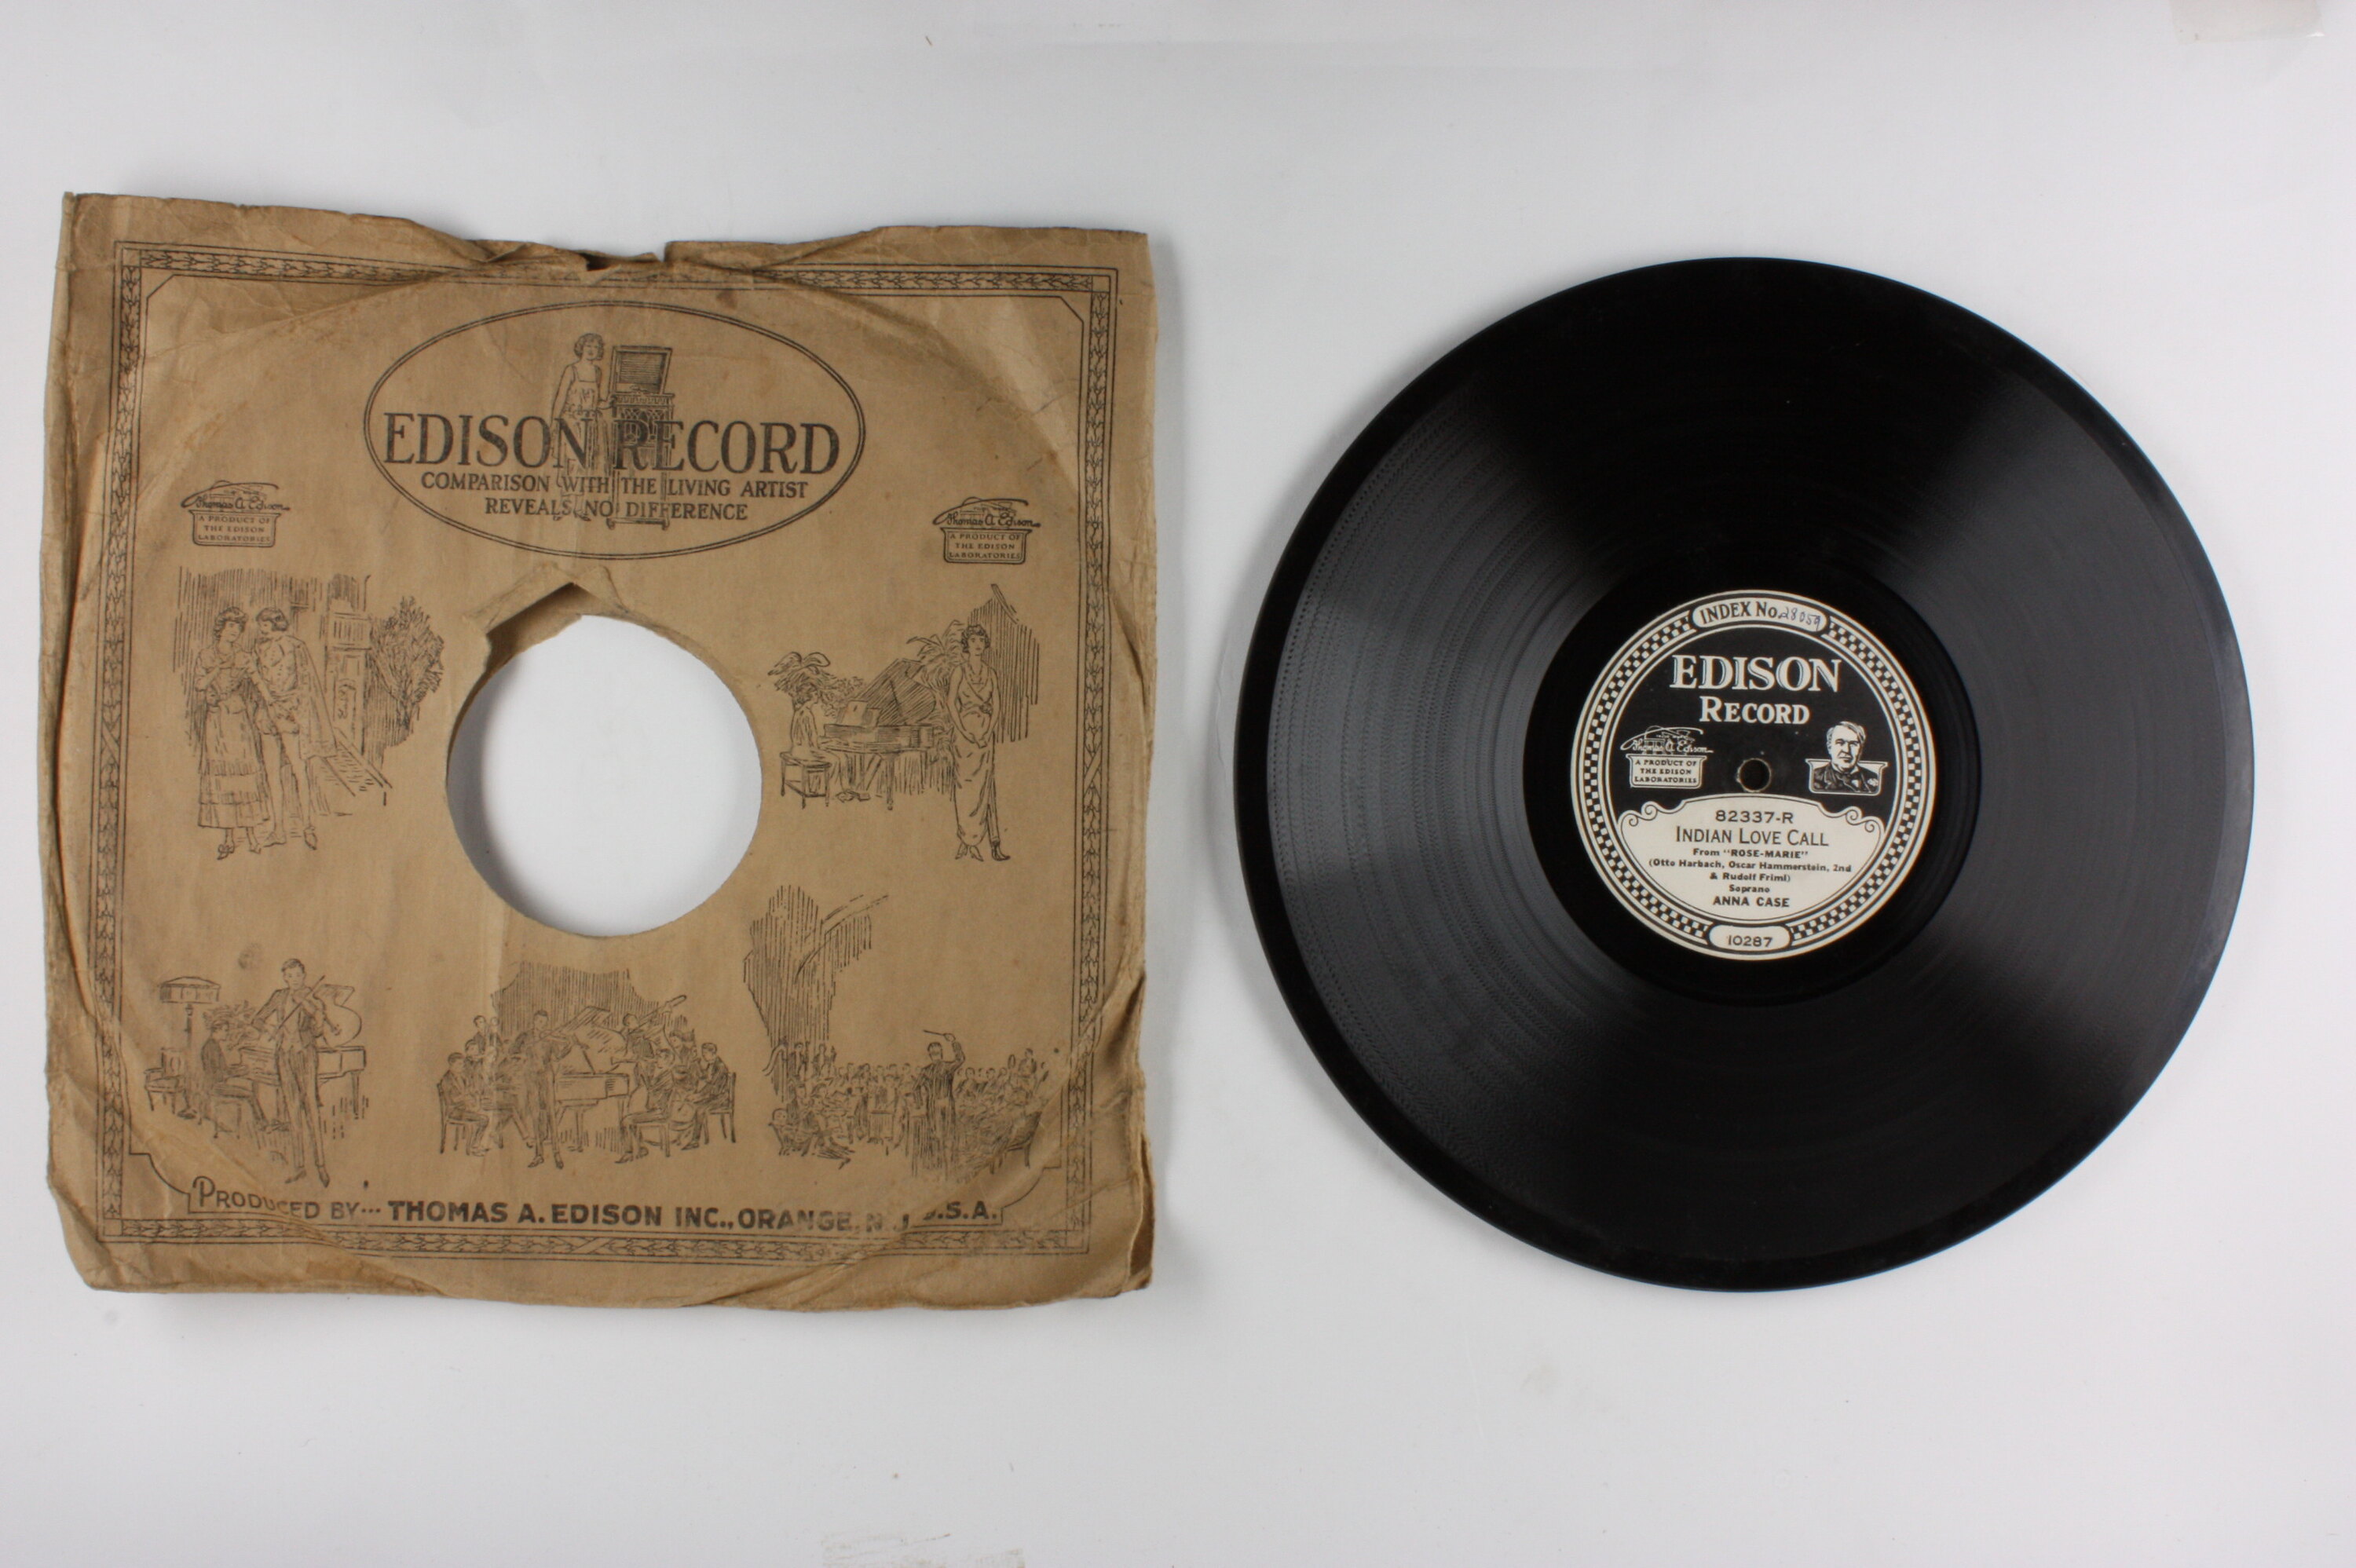 EDISON RECORD
COMPARISON WITH THE LIVING ARTIST
REVEALS NO DIFFERENCE
Thomas A. Edison
A PRODUCT OF
THE EDISON
LABORATORIES
Thomas A. Edison
A PRODUCT OF
THE EDISON
LABORATORIES
PRODUCED BY... THOMAS A. EDISON INC., ORANGE, N.J. U.S.A.
INDEX No. 28059
EDISON
RECORD
Thomas A. Edison
A PRODUCT OF
THE EDISON
LABORATORIES
82337-R
INDIAN LOVE CALL
From "ROSE-MARIE"
(Otto Harbach, Oscar Hammerstein, 2nd
& Rudolf Friml)
Soprano
ANNA CASE
10287